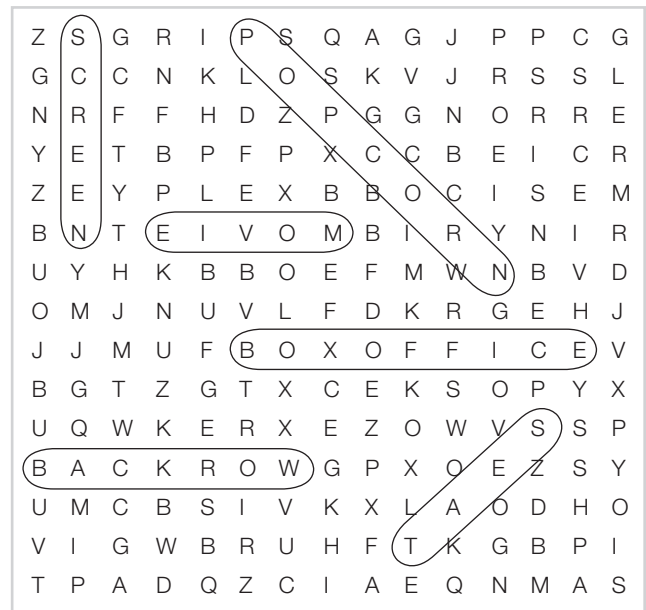 Z S G R I P S Q A G J P P C G
G C C N K L O S K V J R S S L
N R F F H D Z P G G N O R R E
Y E T B P F P X C C B E I C R
Z E Y P L E X B B O C I S E M
B N T E I V O M B I R Y N I R
U Y H K B B O E F M W N B V D
O M J N U V L F D K R G E H J
J J M U F B O X O F F I C E V
B G T Z G T X C E K S O P Y X
U Q W K E R X E Z O W V S S P
B A C K R O W G P X O E Z S Y
U M C B S I V K X L A O D H O
V I G W B R U H F T K G B P I
T P A D Q Z C I A E Q N M A S